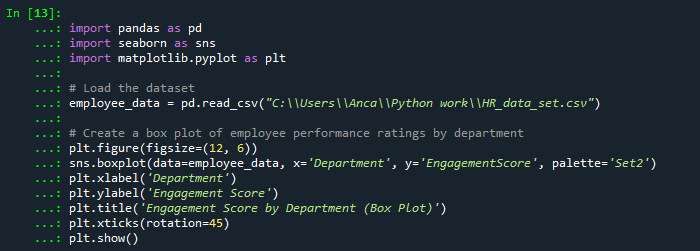 In [13]:
...: import pandas as pd
...: import seaborn as sns
...: import matplotlib.pyplot as plt
...:
...: # Load the dataset
...: employee_data = pd.read_csv("C:\\Users\\Anca\\Python work\\HR_data_set.csv")
...:
...: # Create a box plot of employee performance ratings by department
...: plt.figure(figsize=(12, 6))
...: sns.boxplot(data=employee_data, x='Department', y='EngagementScore', palette='Set2')
...: plt.xlabel('Department')
...: plt.ylabel('Engagement Score')
...: plt.title('Engagement Score by Department (Box Plot)')
...: plt.xticks(rotation=45)
...: plt.show()